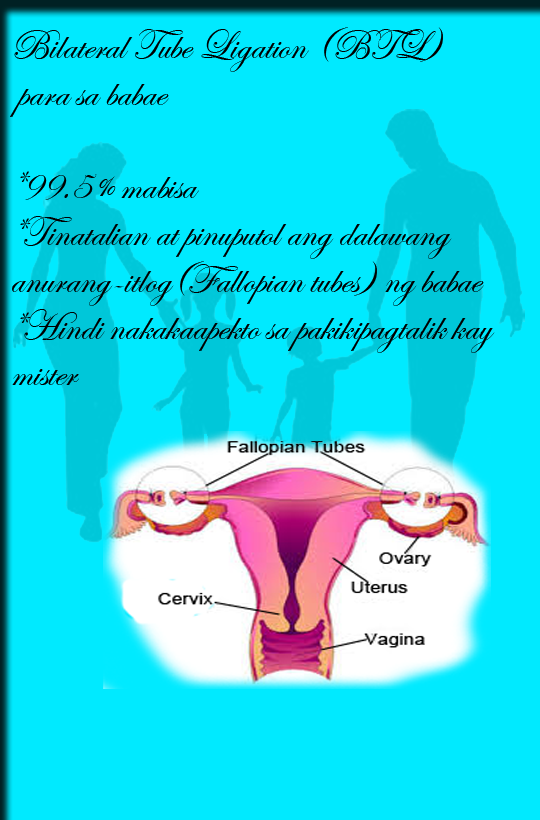 Bilateral Tube Ligation (BTL)
para sa babae
*99.5% mabisa
*Tinatalian at pinuputol ang dalawang
anurang-itlog (Fallopian tubes) ng babae
*Hindi nakakaapekto sa pakikipagtalik kay
mister
Fallopian Tubes
Ovary
Uterus
Cervix
Vagina